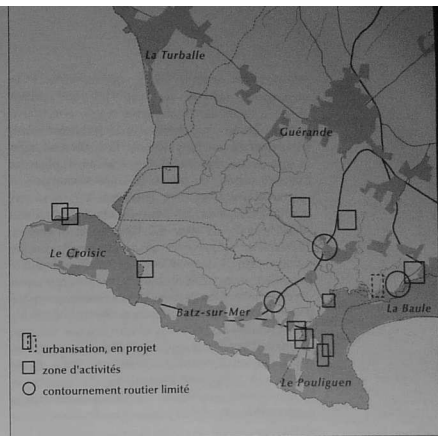 La Turballe
Guérande
Le Croisic
Batz-sur-Mer
La Baule
Le Pouliguen
urbanisation, en projet
zone d'activités
contournement routier limité